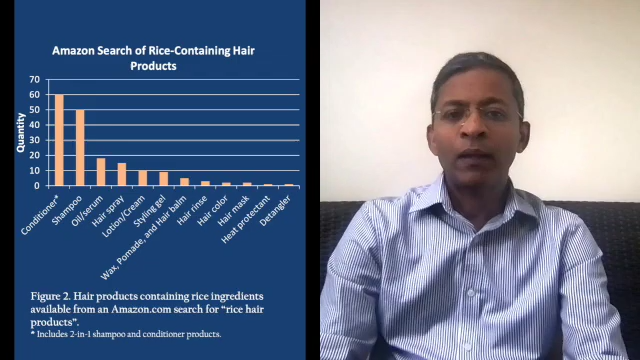 Amazon Search of Rice-Containing Hair
Products
Quantity
70
60
50
40
30
20
10
0
Conditioner*
Shampoo
Oil/serum
Hair spray
Lotion/Cream
Styling gel
Wax, Pomade, and Hair balm
Hair rinse
Hair color
Hair mask
Heat protectant
Detangler
Figure 2. Hair products containing rice ingredients
available from an Amazon.com search for “rice hair
products”.
* Includes 2-in-1 shampoo and conditioner products.